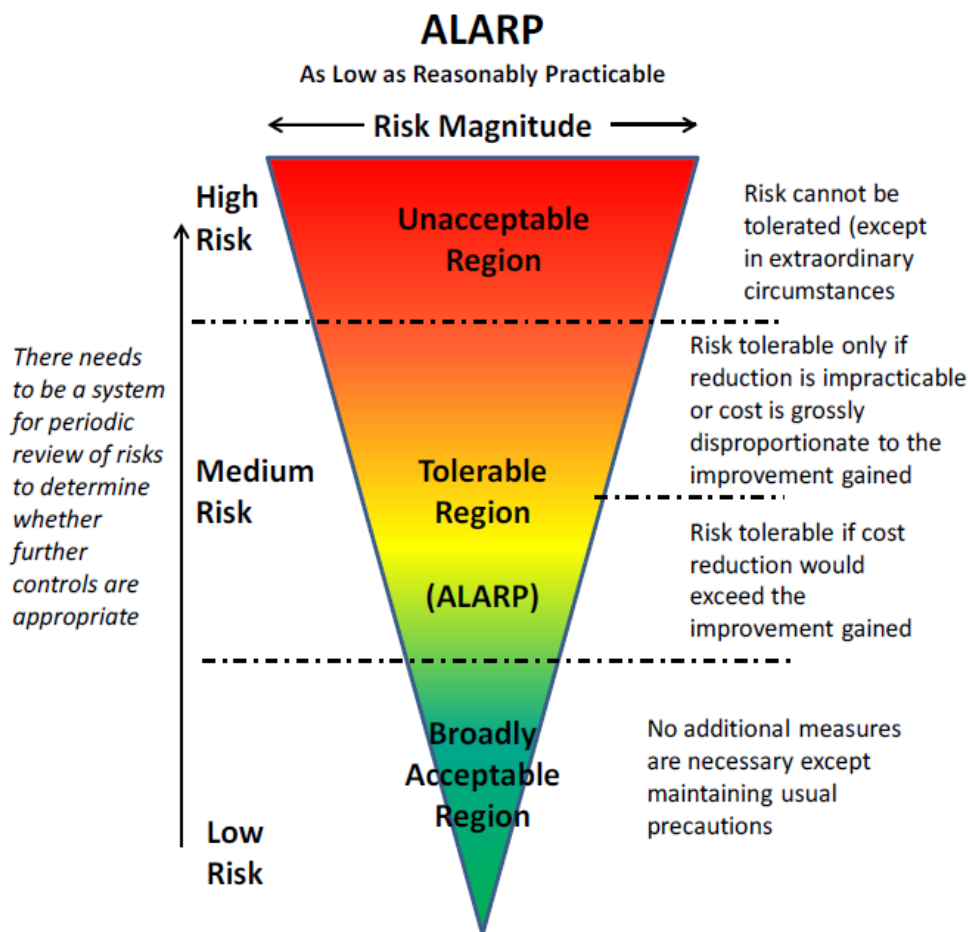 ALARP
As Low as Reasonably Practicable
Risk Magnitude
High
Risk
Unacceptable
Region
Risk cannot be
tolerated (except
in extraordinary
circumstances
There needs
to be a system
for periodic
review of risks
to determine
whether
further
controls are
appropriate
Medium
Risk
Tolerable
Region
(ALARP)
Risk tolerable only if
reduction is impracticable
or cost is grossly
disproportionate to the
improvement gained
Risk tolerable if cost
reduction would
exceed the
improvement gained
Low
Risk
Broadly
Acceptable
Region
No additional measures
are necessary except
maintaining usual
precautions